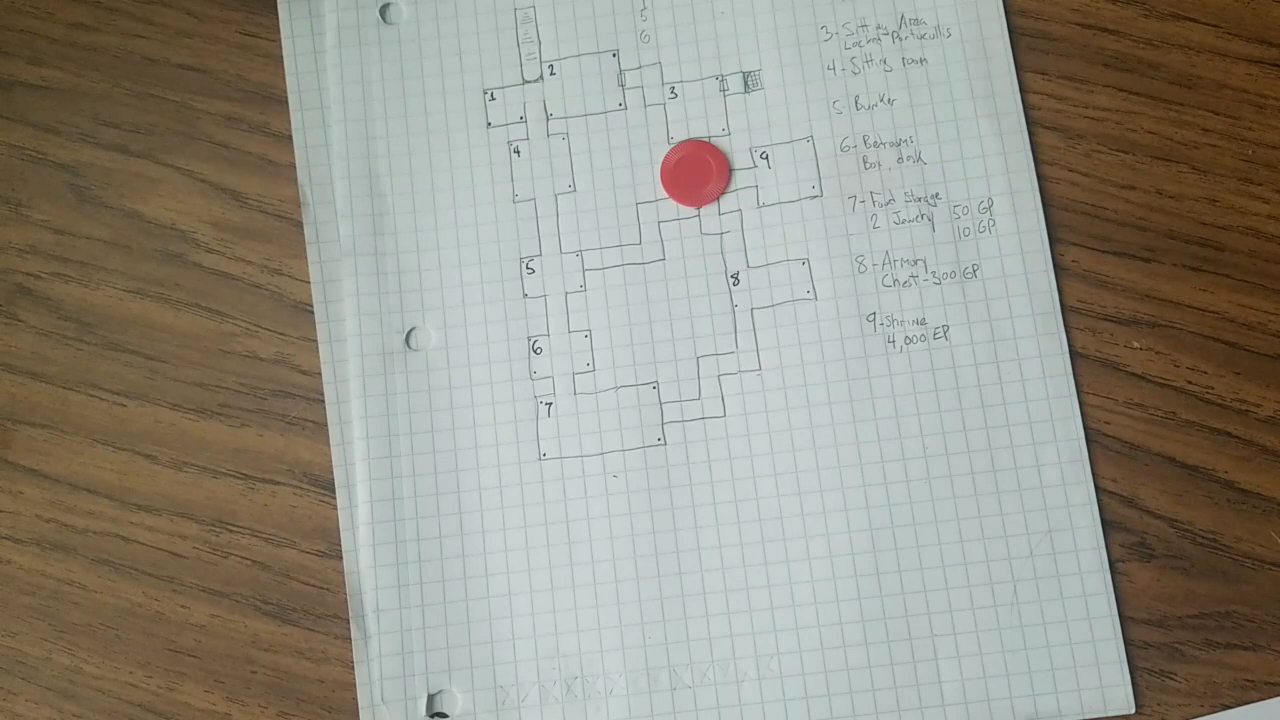 5
6
3-Sitting Area
Locked Portucullis
4-Sitting room
5-Bunker
6-Bedrooms
Box, desk
7-Food Storage
2 Jewelry 50 GP
10 GP
8-Armory
Chest-300 GP
9-Shrine
4,000 EP
1
2
3
4
9
5
8
6
7